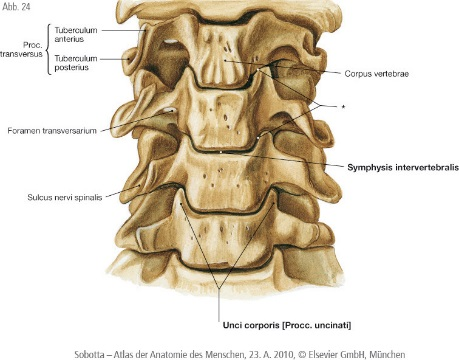 Abb. 24
Tuberculum
anterius
Proc.
transversus
Tuberculum
posterius
Corpus vertebrae
*
Foramen transversarium
Symphysis intervertebralis
Sulcus nervi spinalis
Unci corporis [Procc. uncinati]
Sobotta – Atlas der Anatomie des Menschen, 23. A. 2010, © Elsevier GmbH, München